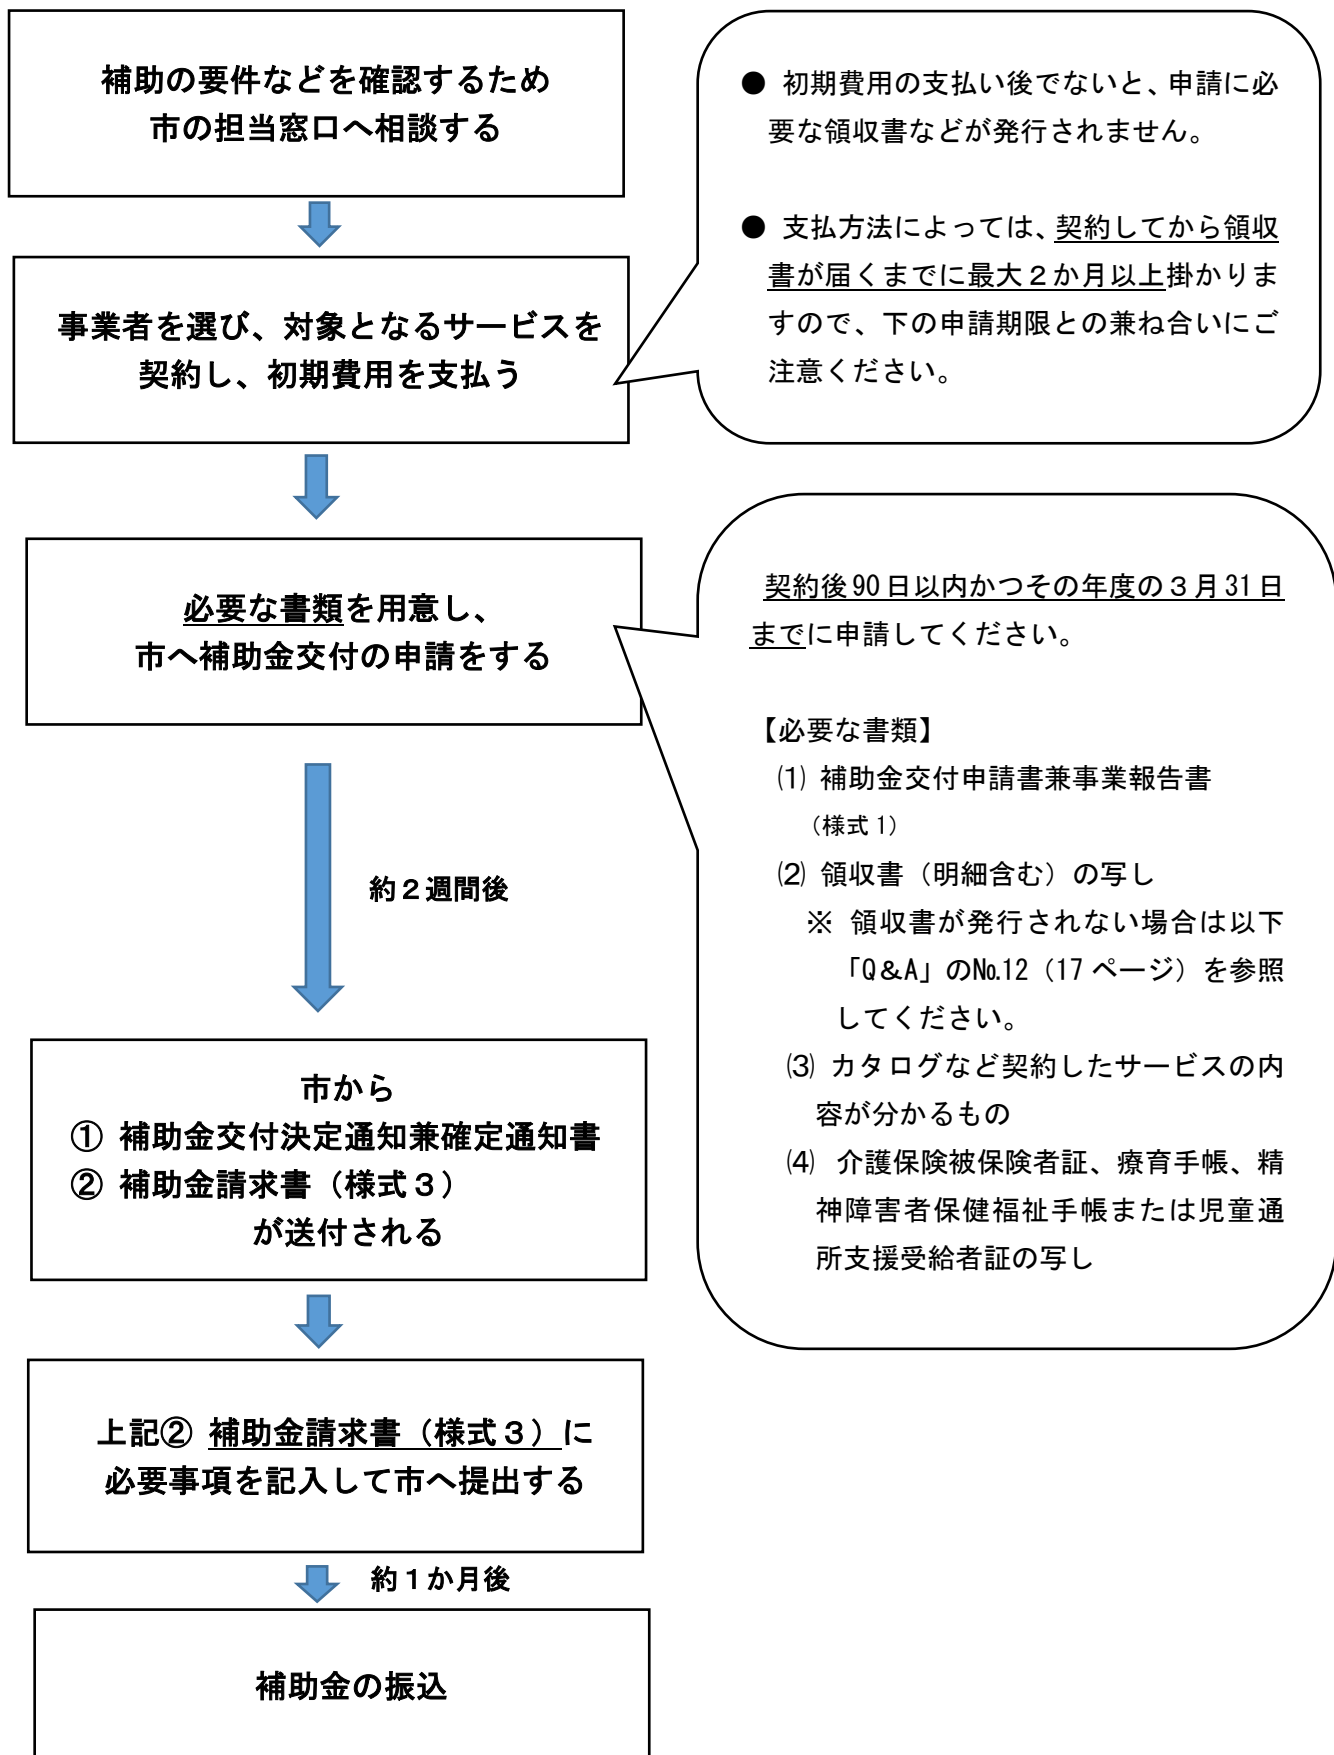 補助の要件などを確認するため
市の担当窓口へ相談する
● 初期費用の支払い後でないと、申請に必
要な領収書などが発行されません。
● 支払方法によっては、契約してから領収
書が届くまでに最大２か月以上掛かりま
すので、下の申請期限との兼ね合いにご
注意ください。
事業者を選び、対象となるサービスを
契約し、初期費用を支払う
必要な書類を用意し、
市へ補助金交付の申請をする
契約後90日以内かつその年度の３月31日
までに申請してください。
【必要な書類】
⑴ 補助金交付申請書兼事業報告書
（様式1）
⑵ 領収書（明細含む）の写し
※ 領収書が発行されない場合は以下
「Q＆A」の№12（17ページ）を参照
してください。
⑶ カタログなど契約したサービスの内
容が分かるもの
⑷ 介護保険被保険者証、療育手帳、精
神障害者保健福祉手帳または児童通
所支援受給者証の写し
約２週間後
市から
① 補助金交付決定通知兼確定通知書
② 補助金請求書（様式３）
が送付される
上記② 補助金請求書（様式３）に
必要事項を記入して市へ提出する
約１か月後
補助金の振込